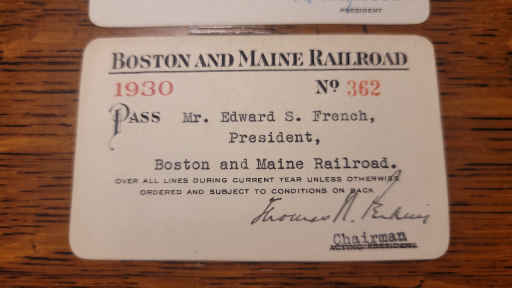 PRESIDENT
BOSTON AND MAINE RAILROAD
1930 Nº 362
PASS Mr. Edward S. French,
President,
Boston and Maine Railroad.
OVER ALL LINES DURING CURRENT YEAR UNLESS OTHERWISE
ORDERED AND SUBJECT TO CONDITIONS ON BACK
Thomas N. Perkins
Chairman